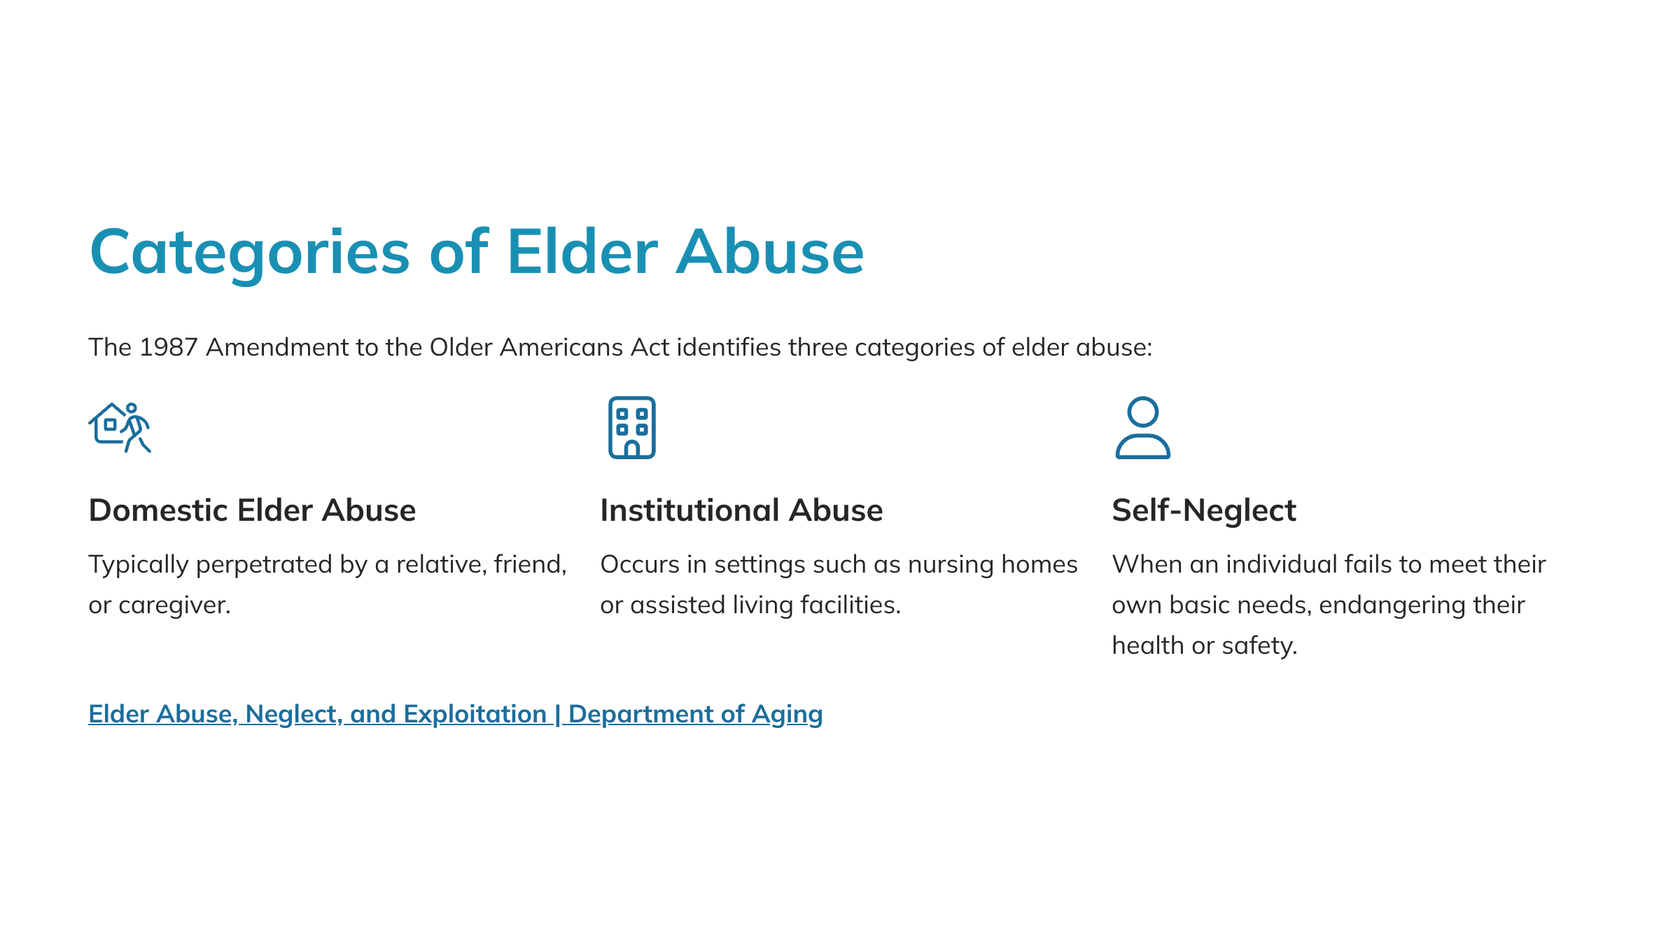 Categories of Elder Abuse
The 1987 Amendment to the Older Americans Act identifies three categories of elder abuse:
Domestic Elder Abuse
Typically perpetrated by a relative, friend,
or caregiver.
Institutional Abuse
Occurs in settings such as nursing homes
or assisted living facilities.
Self-Neglect
When an individual fails to meet their
own basic needs, endangering their
health or safety.
Elder Abuse, Neglect, and Exploitation | Department of Aging